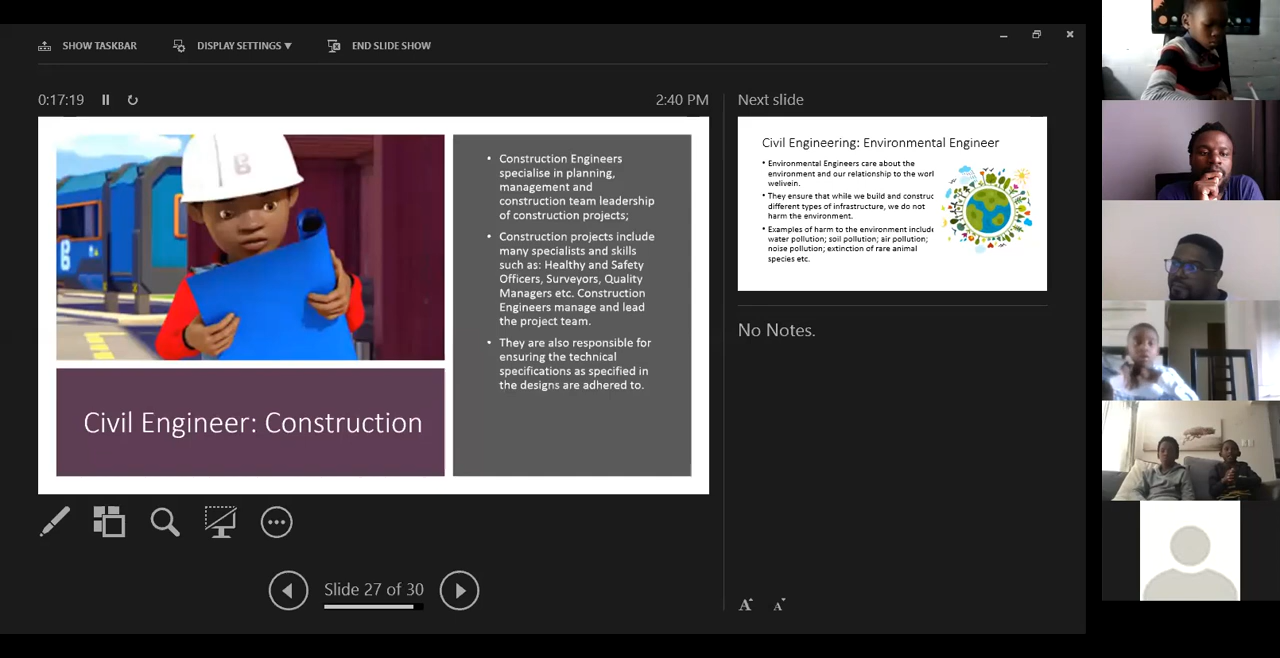 SHOW TASKBAR
DISPLAY SETTINGS ▼
END SLIDE SHOW
0:17:19
2:40 PM
B
B
Civil Engineer: Construction
• Construction Engineers
specialise in planning,
management and
construction team leadership
of construction projects;
• Construction projects include
many specialists and skills
such as: Healthy and Safety
Officers, Surveyors, Quality
Managers etc. Construction
Engineers manage and lead
the project team.
• They are also responsible for
ensuring the technical
specifications as specified in
the designs are adhered to.
Next slide
Civil Engineering: Environmental Engineer
• Environmental Engineers care about the
environment and our relationship to the worl
welivein.
• They ensure that while we build and construc
different types of infrastructure, we do not
harm the environment.
• Examples of harm to the environment include
water pollution; soil pollution; air pollution;
noise pollution; extinction of rare animal
species etc.
No Notes.
Slide 27 of 30
A A